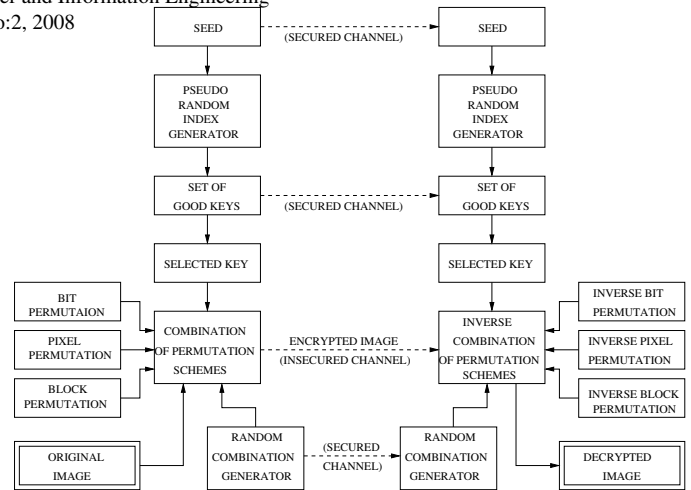 er and Information Engineering
o:2, 2008
SEED
(SECURED CHANNEL)
SEED
PSEUDO
RANDOM
INDEX
GENERATOR
PSEUDO
RANDOM
INDEX
GENERATOR
SET OF
GOOD KEYS
(SECURED CHANNEL)
SET OF
GOOD KEYS
SELECTED KEY
SELECTED KEY
BIT
PERMUTAION
PIXEL
PERMUTATION
BLOCK
PERMUTATION
COMBINATION
OF PERMUTATION
SCHEMES
ENCRYPTED IMAGE
(INSECURED CHANNEL)
INVERSE
COMBINATION
OF PERMUTATION
SCHEMES
INVERSE BIT
PERMUTATION
INVERSE PIXEL
PERMUTATION
INVERSE BLOCK
PERMUTATION
ORIGINAL
IMAGE
RANDOM
COMBINATION
GENERATOR
(SECURED
CHANNEL)
RANDOM
COMBINATION
GENERATOR
DECRYPTED
IMAGE